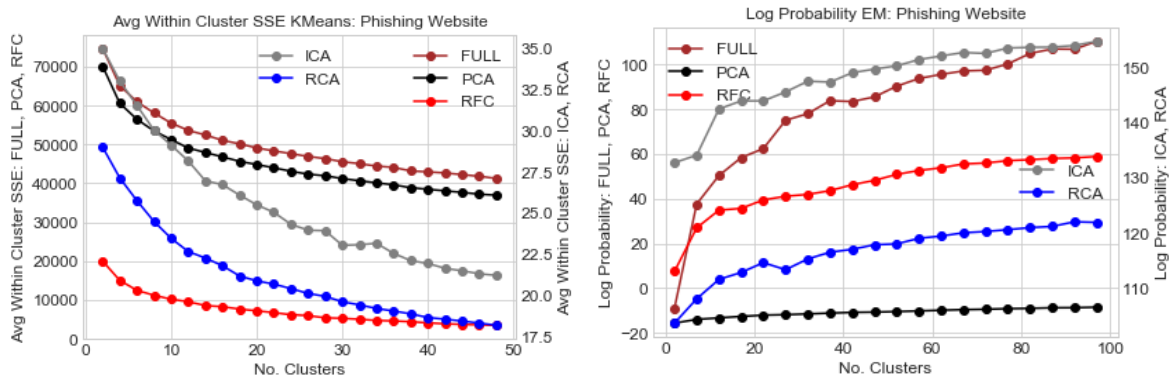 Avg Within Cluster SSE KMeans: Phishing Website
Avg Within Cluster SSE: FULL, PCA, RFC
70000
60000
50000
40000
30000
20000
10000
0
ICA
RCA
FULL
PCA
RFC
35.0
32.5
30.0
27.5
25.0
22.5
20.0
17.5
Avg Within Cluster SSE: ICA, RCA
0 10 20 30 40 50
No. Clusters
Log Probability EM: Phishing Website
Log Probability: FULL, PCA, RFC
100
80
60
40
20
0
−20
FULL
PCA
RFC
ICA
RCA
150
140
130
120
110
Log Probability: ICA, RCA
0 20 40 60 80 100
No. Clusters